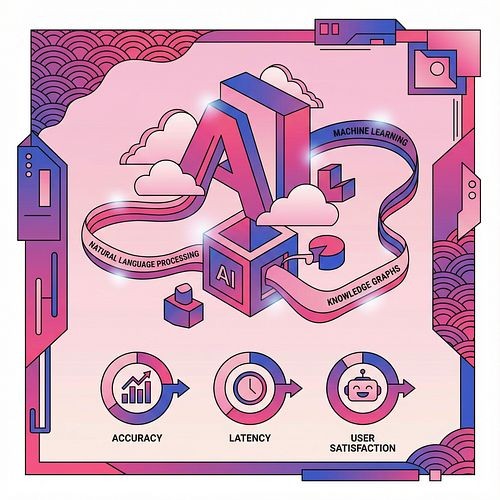 AI
MACHINE LEARNING
NATURAL LANGUAGE PROCESSING
AI
KNOWLEDGE GRAPHS
ACCURACY
LATENCY
USER
SATISFACTION